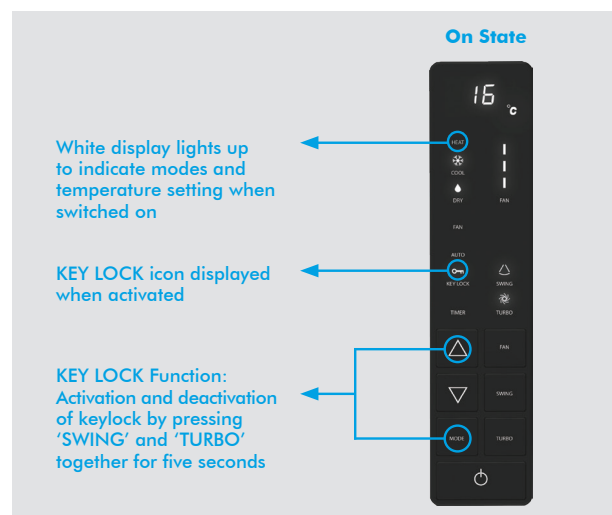 On State
16 °c
White display lights up
to indicate modes and
temperature setting when
switched on
HEAT
COOL
DRY
FAN
FAN
AUTO
KEY LOCK icon displayed
when activated
KEY LOCK
SWING
TIMER
TURBO
KEY LOCK Function:
Activation and deactivation
of keylock by pressing
‘SWING’ and ‘TURBO’
together for five seconds
FAN
SWING
MODE
TURBO